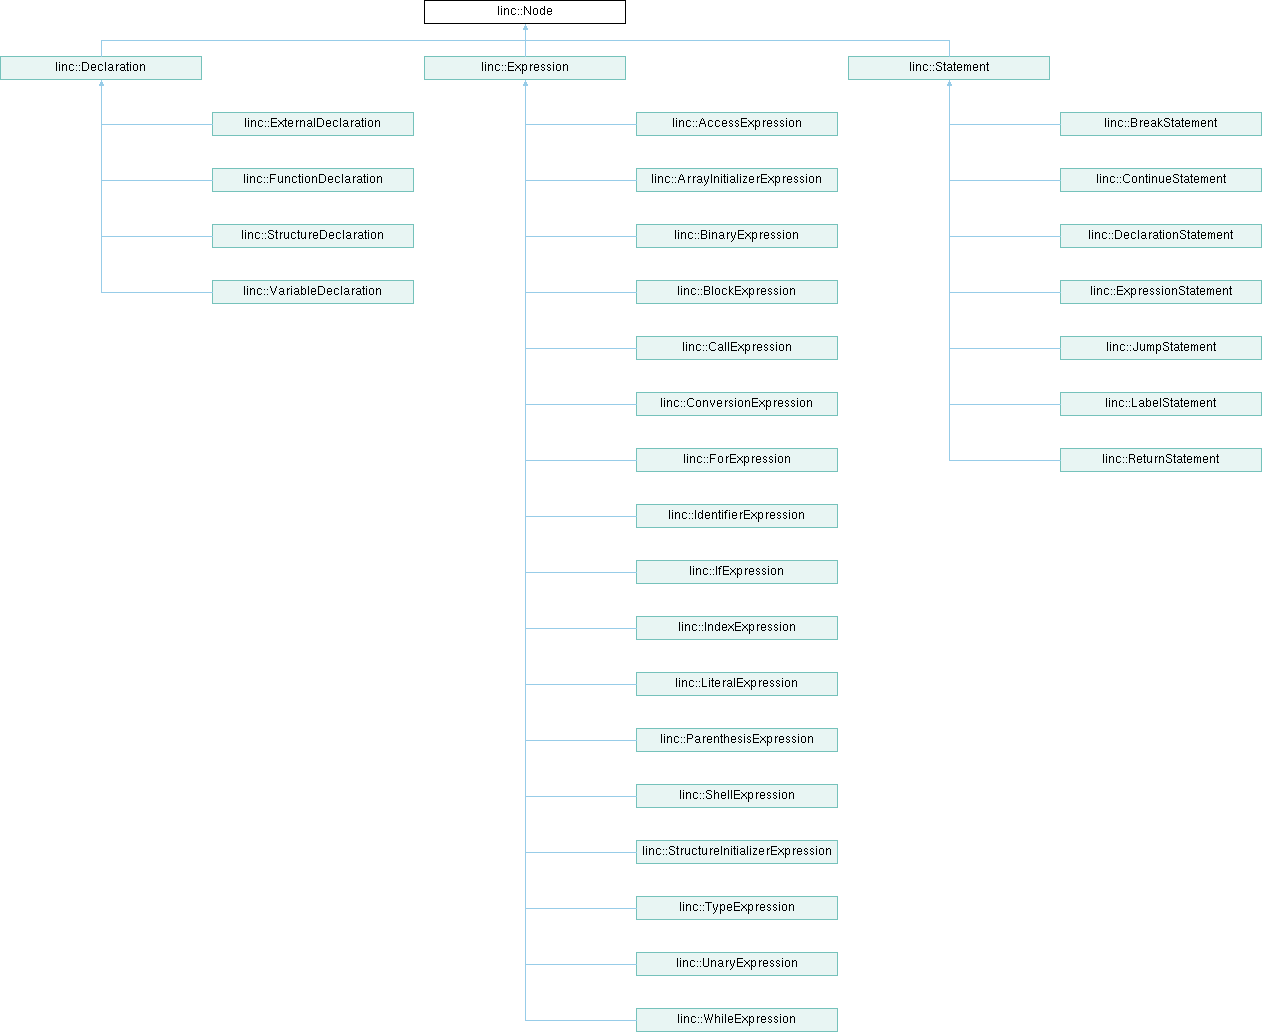 linc::Node
linc::Declaration
linc::Expression
linc::Statement
linc::ExternalDeclaration
linc::AccessExpression
linc::BreakStatement
linc::FunctionDeclaration
linc::ArrayInitializerExpression
linc::ContinueStatement
linc::StructureDeclaration
linc::BinaryExpression
linc::DeclarationStatement
linc::VariableDeclaration
linc::BlockExpression
linc::ExpressionStatement
linc::CallExpression
linc::JumpStatement
linc::ConversionExpression
linc::LabelStatement
linc::ForExpression
linc::ReturnStatement
linc::IdentifierExpression
linc::IfExpression
linc::IndexExpression
linc::LiteralExpression
linc::ParenthesisExpression
linc::ShellExpression
linc::StructureInitializerExpression
linc::TypeExpression
linc::UnaryExpression
linc::WhileExpression